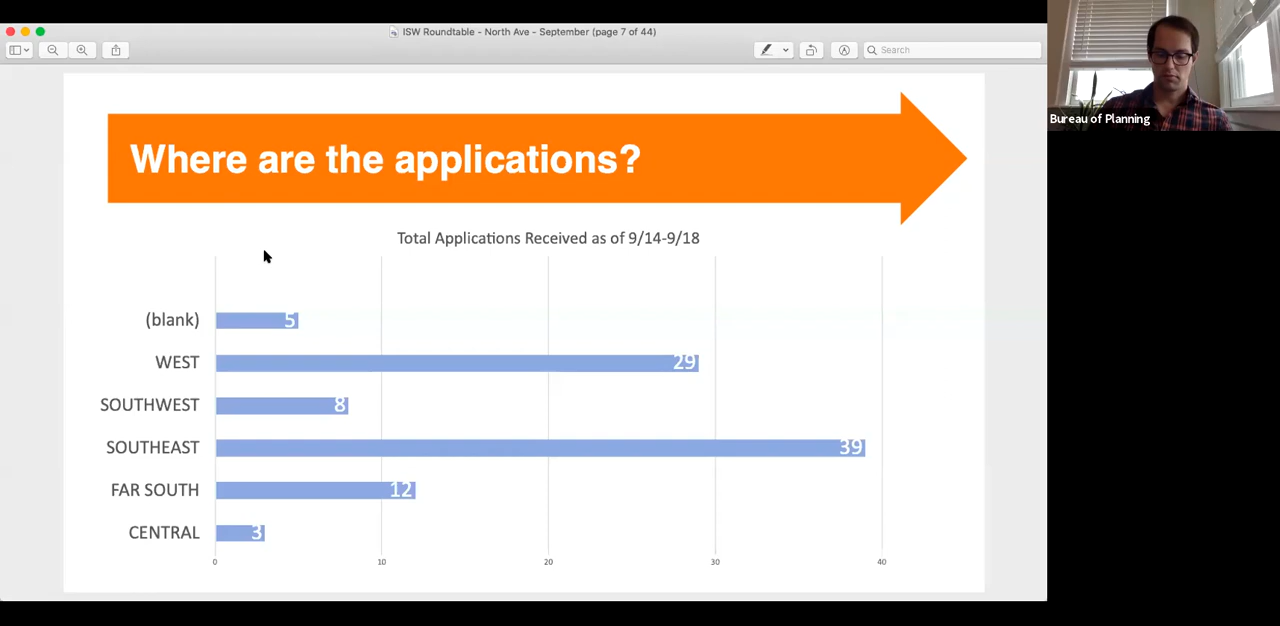 ISW Roundtable - North Ave - September (page 7 of 44)
Search
Bureau of Planning
Where are the applications?
Total Applications Received as of 9/14-9/18
(blank) 5
WEST 29
SOUTHWEST 8
SOUTHEAST 39
FAR SOUTH 12
CENTRAL 3
0 10 20 30 40